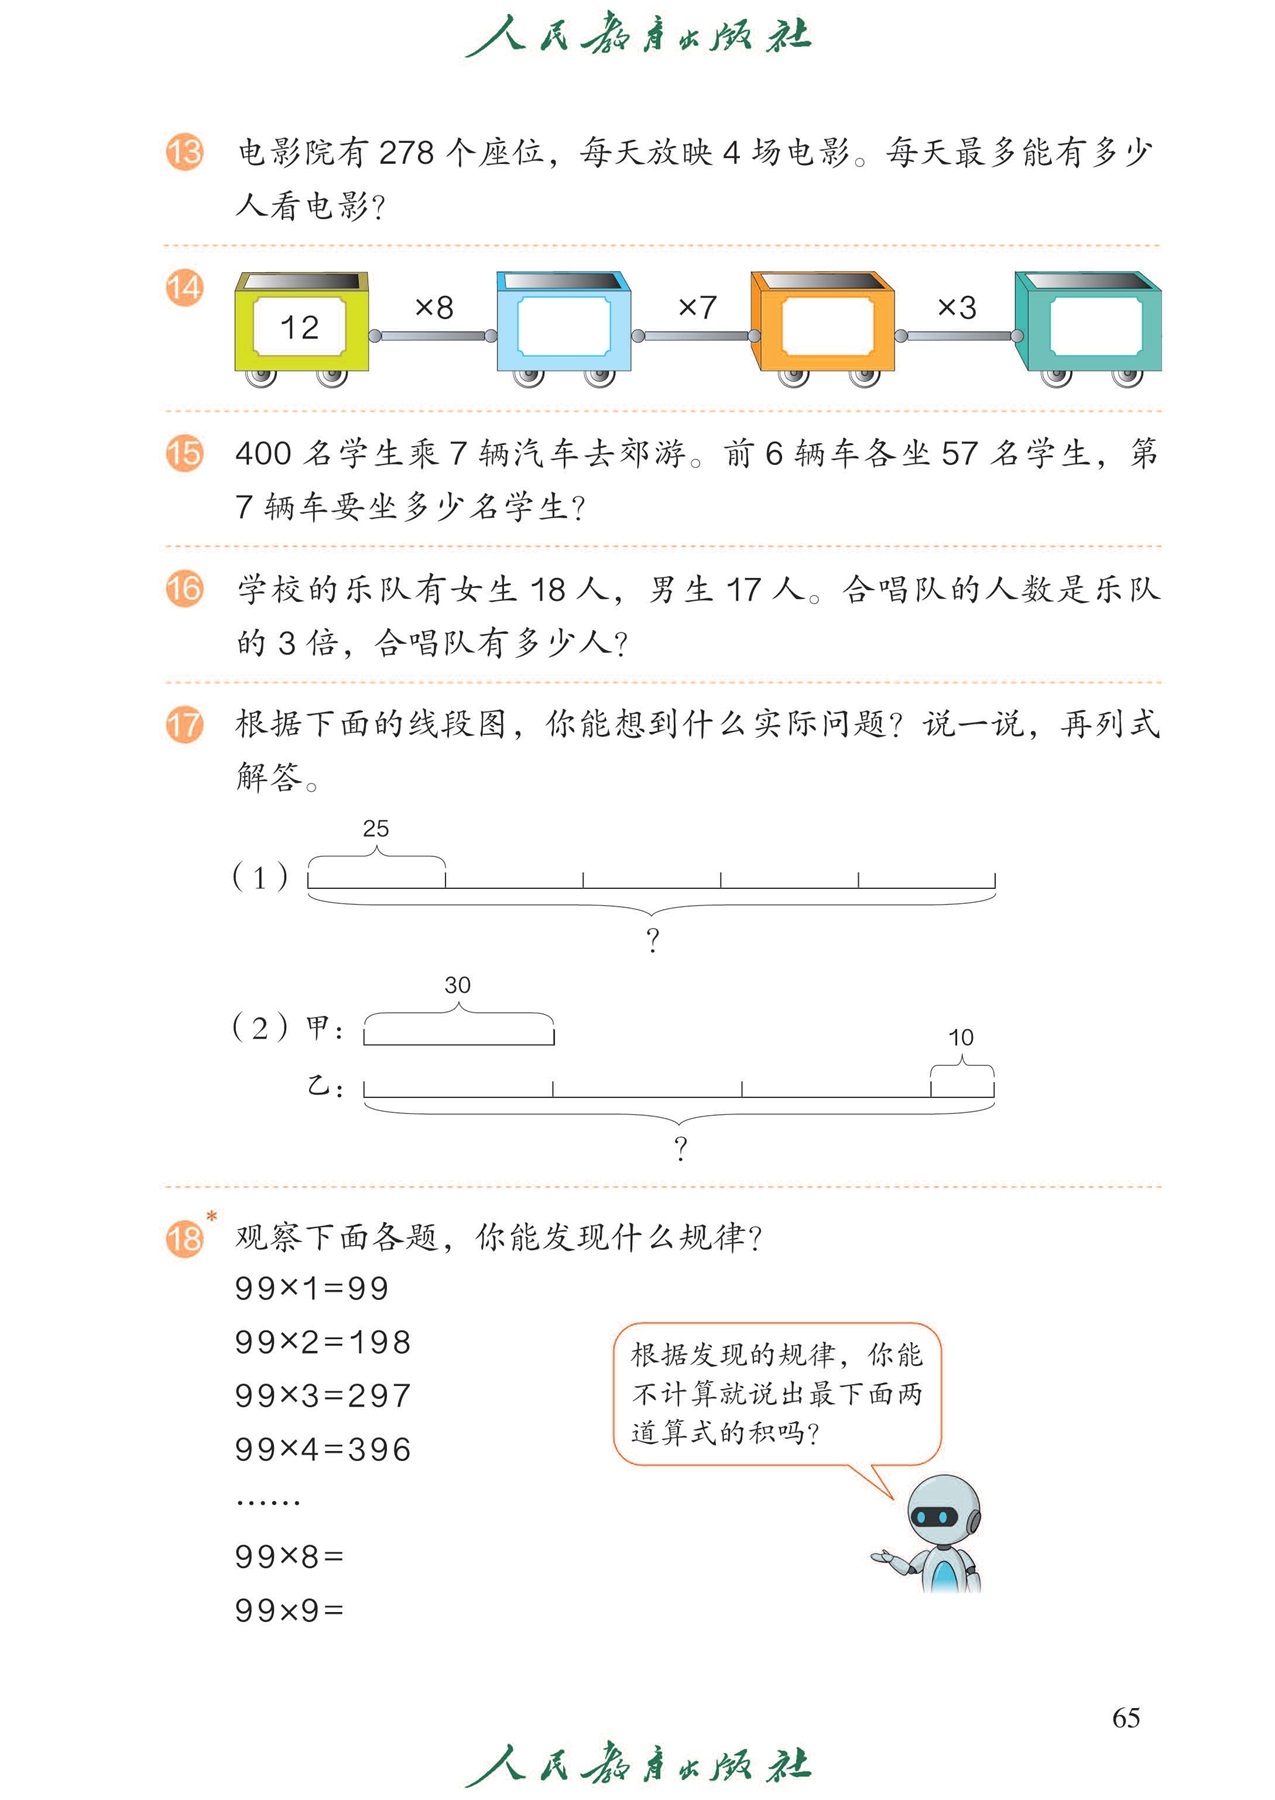 人民教育出版社
13 电影院有 278 个座位，每天放映 4 场电影。每天最多能有多少
人看电影？
14 12 ×8 ×7 ×3
15 400 名学生乘 7 辆汽车去郊游。前 6 辆车各坐 57 名学生，第
7 辆车要坐多少名学生？
16 学校的乐队有女生 18 人，男生 17 人。合唱队的人数是乐队
的 3 倍，合唱队有多少人？
17 根据下面的线段图，你能想到什么实际问题？说一说，再列式
解答。
25
（1）
？
30
（2）甲：
10
乙：
？
18* 观察下面各题，你能发现什么规律？
99×1=99
99×2=198
99×3=297
99×4=396
……
99×8=
99×9=
根据发现的规律，你能
不计算就说出最下面两
道算式的积吗？
65
人民教育出版社